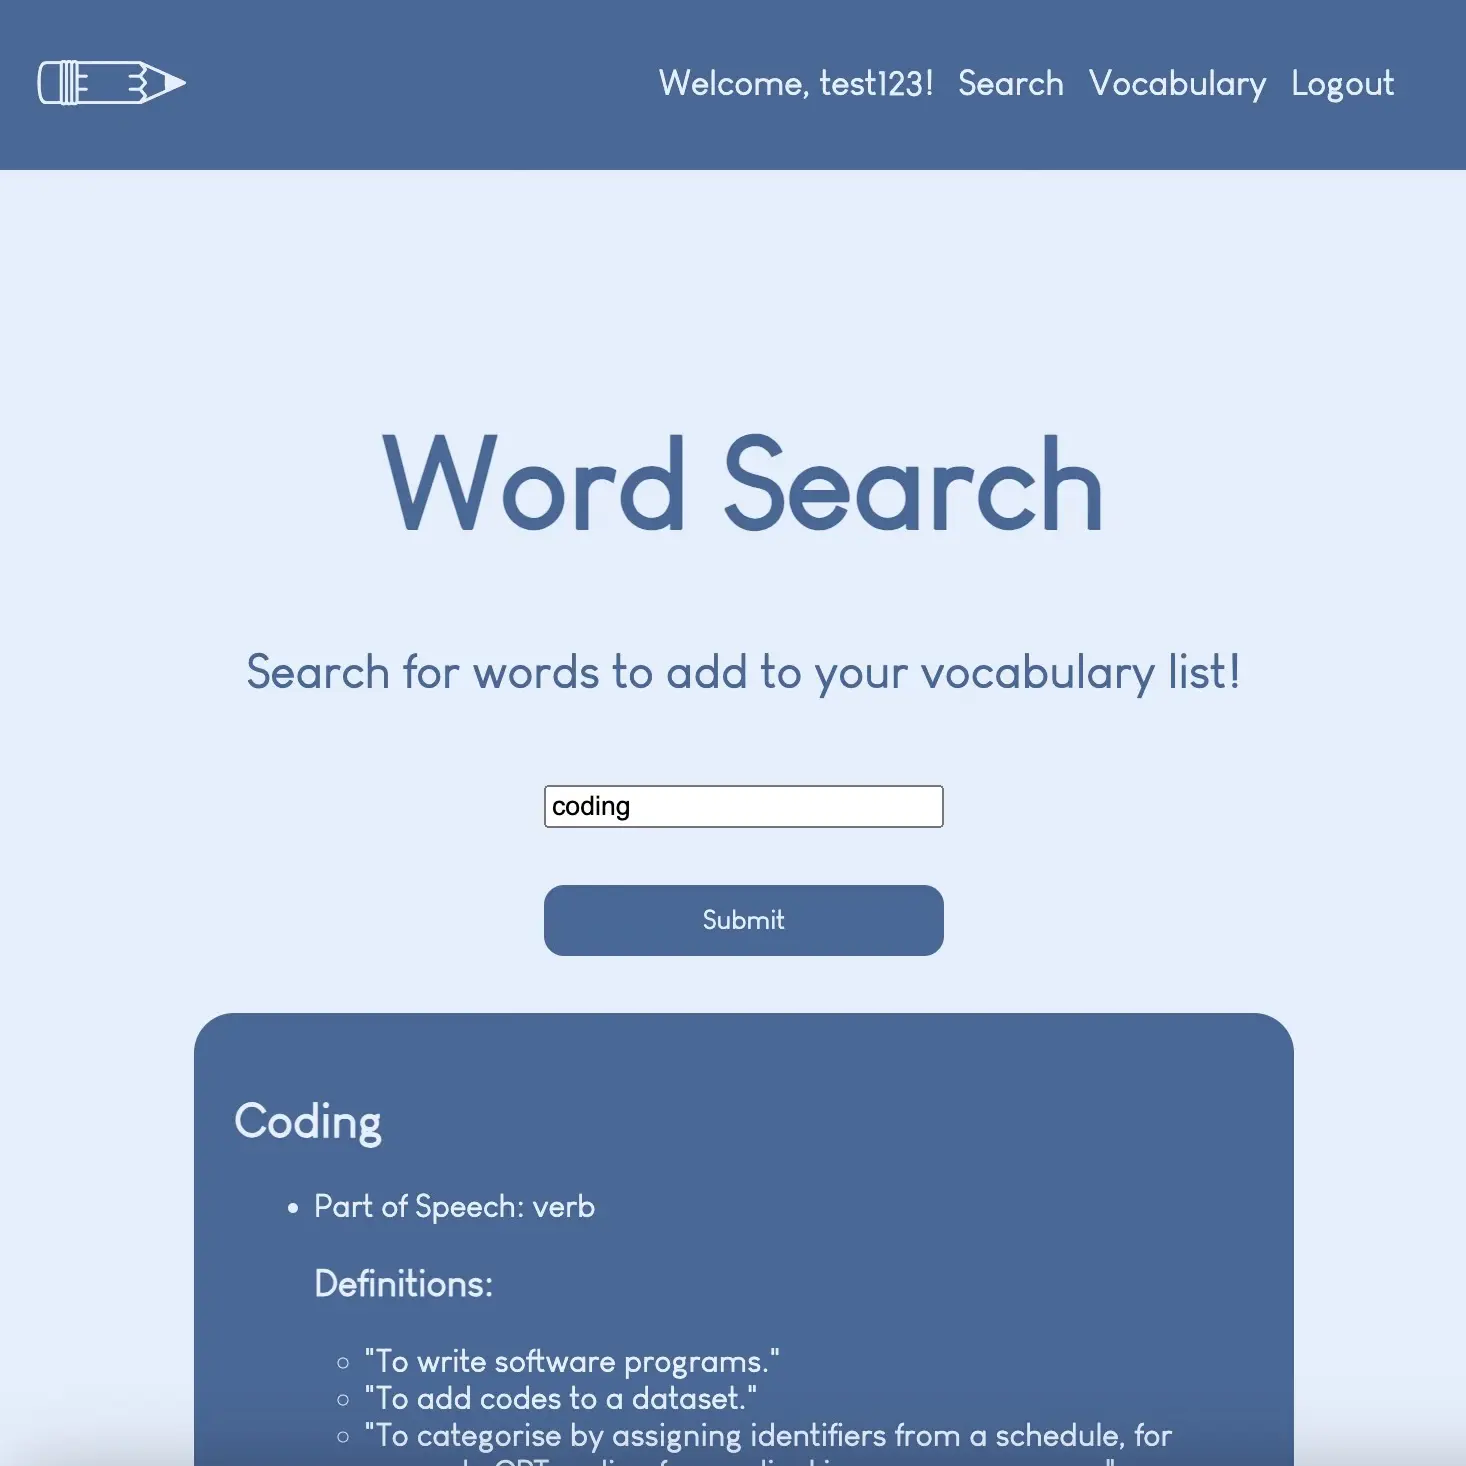 Welcome, test123! Search Vocabulary Logout
Word Search
Search for words to add to your vocabulary list!
coding
Submit
Coding
• Part of Speech: verb
Definitions:
◦ "To write software programs."
◦ "To add codes to a dataset."
◦ "To categorise by assigning identifiers from a schedule, for